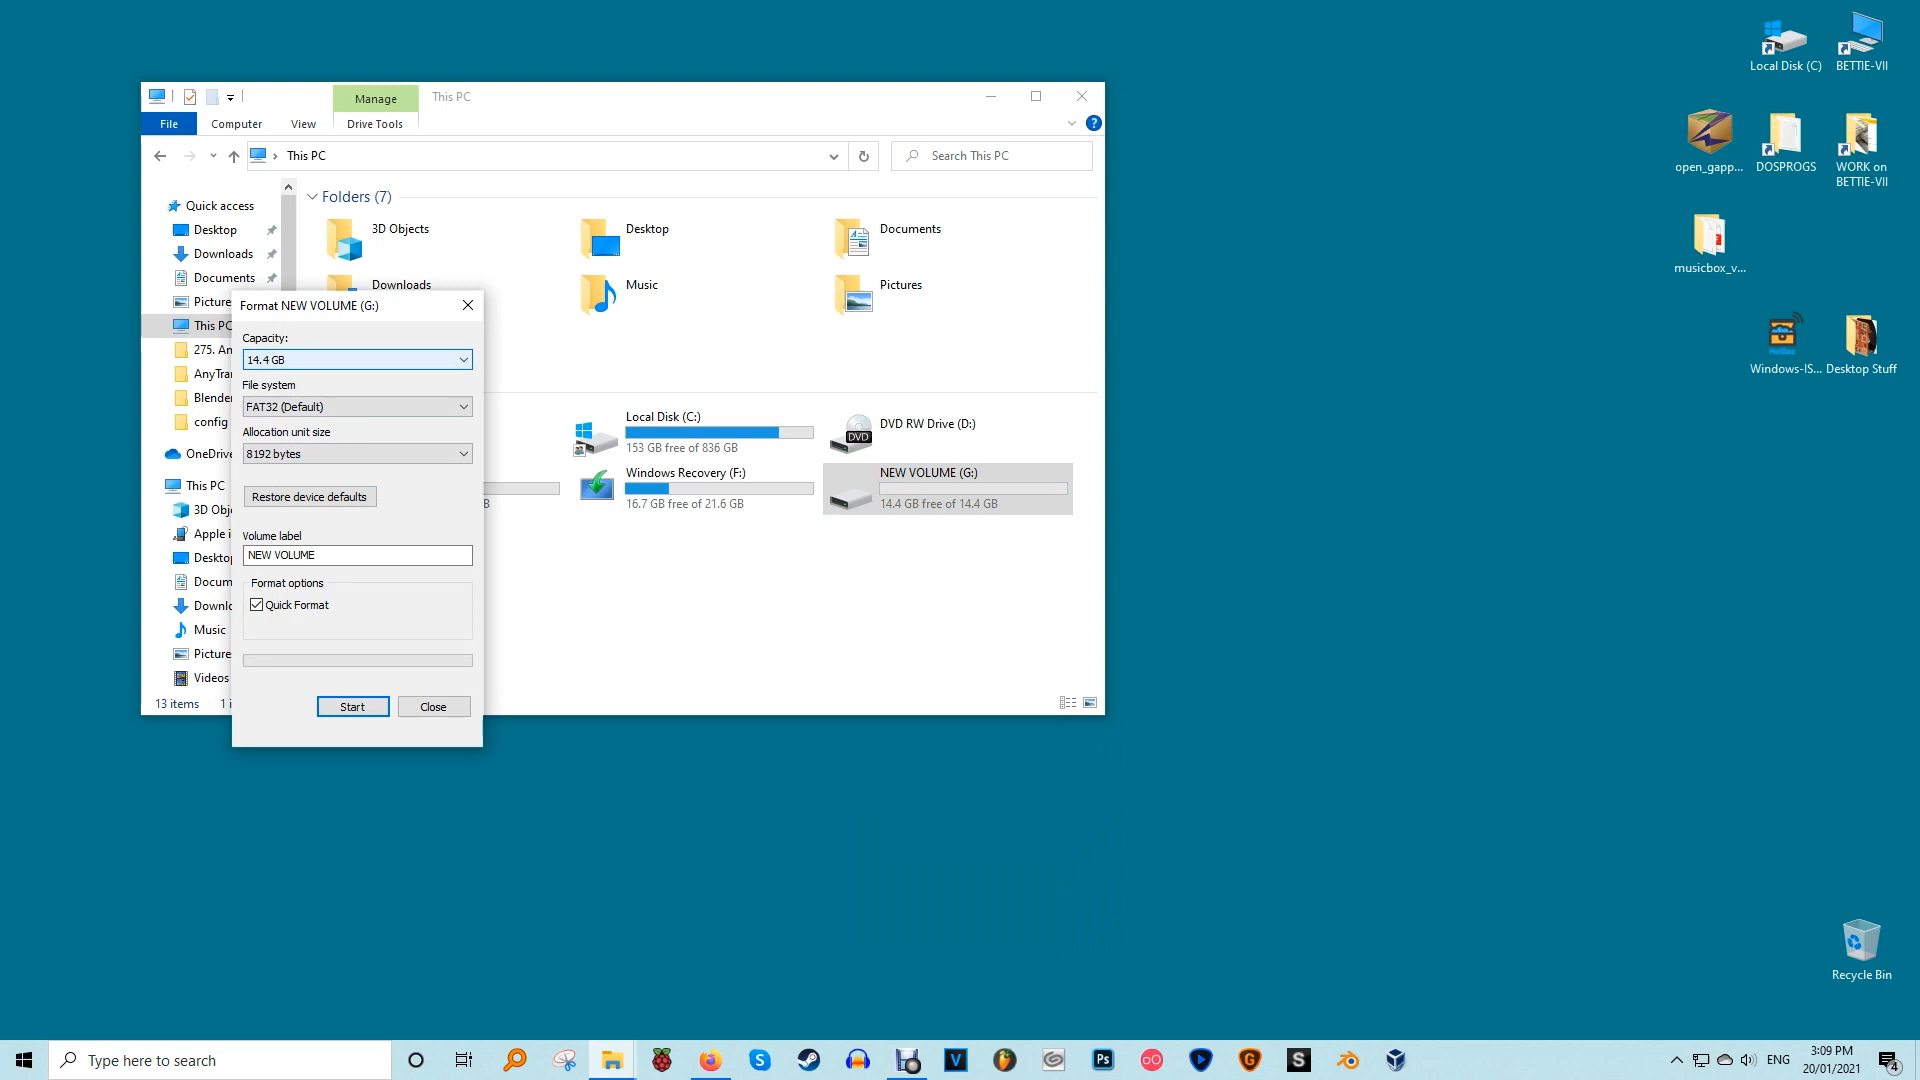 Local Disk (C)
BETTIE-VII
Manage
This PC
File
Computer
View
Drive Tools
This PC
Search This PC
open_gapp...
DOSPROGS
WORK on
BETTIE-VII
Quick access
Desktop
Downloads
Documents
Picture
This PC
275. An
AnyTra
Blende
config
OneDrive
This PC
3D Obj
Apple i
Deskto
Docum
Downl
Music
Picture
Videos
13 items
1 i
Folders (7)
3D Objects
Desktop
Documents
Downloads
Music
Pictures
Format NEW VOLUME (G:)
Capacity:
14.4 GB
File system
FAT32 (Default)
Allocation unit size
8192 bytes
Restore device defaults
Volume label
NEW VOLUME
Format options
Quick Format
Start
Close
Local Disk (C:)
153 GB free of 836 GB
DVD
DVD RW Drive (D:)
B
Windows Recovery (F:)
16.7 GB free of 21.6 GB
NEW VOLUME (G:)
14.4 GB free of 14.4 GB
musicbox_v...
Windows-IS...
Desktop Stuff
Recycle Bin
Type here to search
V
Ps
G
S
ENG
3:09 PM
20/01/2021
4